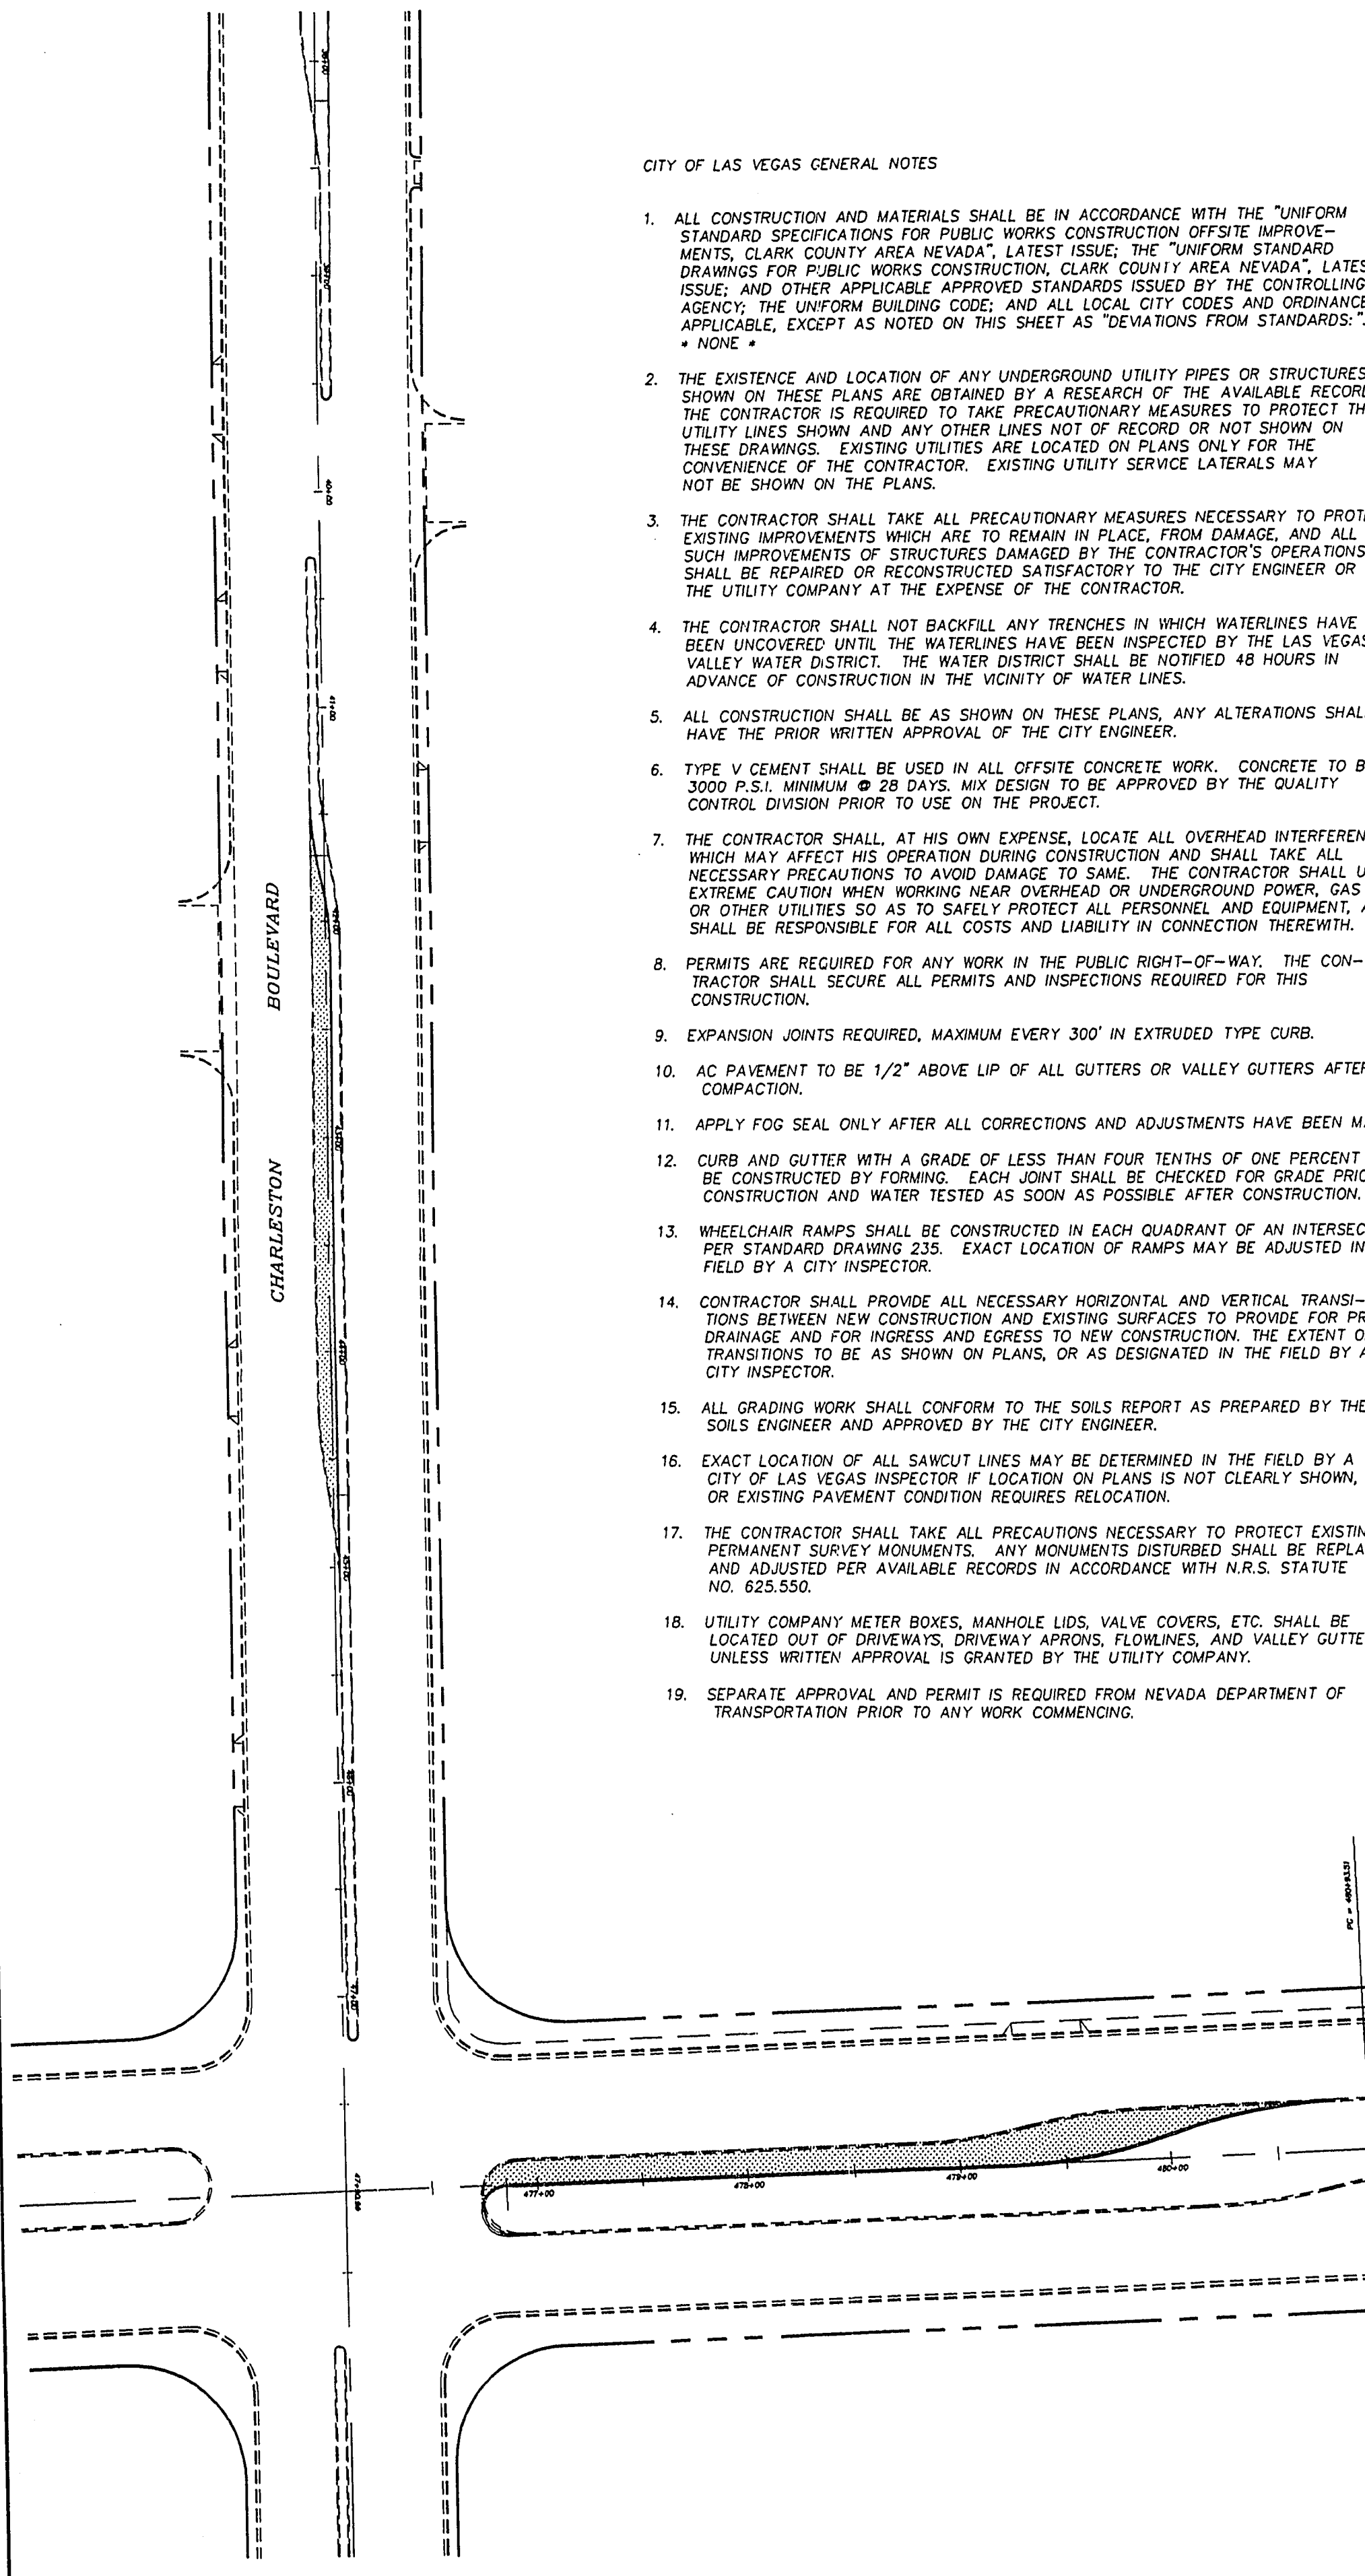 CITY OF LAS VEGAS GENERAL NOTES
1. ALL CONSTRUCTION AND MATERIALS SHALL BE IN ACCORDANCE WITH THE "UNIFORM
STANDARD SPECIFICATIONS FOR PUBLIC WORKS CONSTRUCTION OFFSITE IMPROVE-
MENTS, CLARK COUNTY AREA NEVADA", LATEST ISSUE; THE "UNIFORM STANDARD
DRAWINGS FOR PUBLIC WORKS CONSTRUCTION, CLARK COUNTY AREA NEVADA", LATES
ISSUE; AND OTHER APPLICABLE APPROVED STANDARDS ISSUED BY THE CONTROLLING
AGENCY; THE UNIFORM BUILDING CODE; AND ALL LOCAL CITY CODES AND ORDINANCE
APPLICABLE, EXCEPT AS NOTED ON THIS SHEET AS "DEVIATIONS FROM STANDARDS: ".
* NONE *
2. THE EXISTENCE AND LOCATION OF ANY UNDERGROUND UTILITY PIPES OR STRUCTURES
SHOWN ON THESE PLANS ARE OBTAINED BY A RESEARCH OF THE AVAILABLE RECOR
THE CONTRACTOR IS REQUIRED TO TAKE PRECAUTIONARY MEASURES TO PROTECT TH
UTILITY LINES SHOWN AND ANY OTHER LINES NOT OF RECORD OR NOT SHOWN ON
THESE DRAWINGS. EXISTING UTILITIES ARE LOCATED ON PLANS ONLY FOR THE
CONVENIENCE OF THE CONTRACTOR. EXISTING UTILITY SERVICE LATERALS MAY
NOT BE SHOWN ON THE PLANS.
3. THE CONTRACTOR SHALL TAKE ALL PRECAUTIONARY MEASURES NECESSARY TO PROT
EXISTING IMPROVEMENTS WHICH ARE TO REMAIN IN PLACE, FROM DAMAGE, AND ALL
SUCH IMPROVEMENTS OF STRUCTURES DAMAGED BY THE CONTRACTOR'S OPERATIONS
SHALL BE REPAIRED OR RECONSTRUCTED SATISFACTORY TO THE CITY ENGINEER OR
THE UTILITY COMPANY AT THE EXPENSE OF THE CONTRACTOR.
4. THE CONTRACTOR SHALL NOT BACKFILL ANY TRENCHES IN WHICH WATERLINES HAVE
BEEN UNCOVERED UNTIL THE WATERLINES HAVE BEEN INSPECTED BY THE LAS VEGAS
VALLEY WATER DISTRICT. THE WATER DISTRICT SHALL BE NOTIFIED 48 HOURS IN
ADVANCE OF CONSTRUCTION IN THE VICINITY OF WATER LINES.
5. ALL CONSTRUCTION SHALL BE AS SHOWN ON THESE PLANS, ANY ALTERATIONS SHAL
HAVE THE PRIOR WRITTEN APPROVAL OF THE CITY ENGINEER.
6. TYPE V CEMENT SHALL BE USED IN ALL OFFSITE CONCRETE WORK. CONCRETE TO B
3000 P.S.I. MINIMUM @ 28 DAYS. MIX DESIGN TO BE APPROVED BY THE QUALITY
CONTROL DIVISION PRIOR TO USE ON THE PROJECT.
7. THE CONTRACTOR SHALL, AT HIS OWN EXPENSE, LOCATE ALL OVERHEAD INTERFEREN
WHICH MAY AFFECT HIS OPERATION DURING CONSTRUCTION AND SHALL TAKE ALL
NECESSARY PRECAUTIONS TO AVOID DAMAGE TO SAME. THE CONTRACTOR SHALL U
EXTREME CAUTION WHEN WORKING NEAR OVERHEAD OR UNDERGROUND POWER, GAS
OR OTHER UTILITIES SO AS TO SAFELY PROTECT ALL PERSONNEL AND EQUIPMENT, A
SHALL BE RESPONSIBLE FOR ALL COSTS AND LIABILITY IN CONNECTION THEREWITH.
8. PERMITS ARE REQUIRED FOR ANY WORK IN THE PUBLIC RIGHT-OF-WAY. THE CON-
TRACTOR SHALL SECURE ALL PERMITS AND INSPECTIONS REQUIRED FOR THIS
CONSTRUCTION.
9. EXPANSION JOINTS REQUIRED, MAXIMUM EVERY 300' IN EXTRUDED TYPE CURB.
10. AC PAVEMENT TO BE 1/2" ABOVE LIP OF ALL GUTTERS OR VALLEY GUTTERS AFTER
COMPACTION.
11. APPLY FOG SEAL ONLY AFTER ALL CORRECTIONS AND ADJUSTMENTS HAVE BEEN M
12. CURB AND GUTTER WITH A GRADE OF LESS THAN FOUR TENTHS OF ONE PERCENT
BE CONSTRUCTED BY FORMING. EACH JOINT SHALL BE CHECKED FOR GRADE PRIO
CONSTRUCTION AND WATER TESTED AS SOON AS POSSIBLE AFTER CONSTRUCTION.
13. WHEELCHAIR RAMPS SHALL BE CONSTRUCTED IN EACH QUADRANT OF AN INTERSEC
PER STANDARD DRAWING 235. EXACT LOCATION OF RAMPS MAY BE ADJUSTED IN
FIELD BY A CITY INSPECTOR.
14. CONTRACTOR SHALL PROVIDE ALL NECESSARY HORIZONTAL AND VERTICAL TRANSI-
TIONS BETWEEN NEW CONSTRUCTION AND EXISTING SURFACES TO PROVIDE FOR PR
DRAINAGE AND FOR INGRESS AND EGRESS TO NEW CONSTRUCTION. THE EXTENT O
TRANSITIONS TO BE AS SHOWN ON PLANS, OR AS DESIGNATED IN THE FIELD BY A
CITY INSPECTOR.
15. ALL GRADING WORK SHALL CONFORM TO THE SOILS REPORT AS PREPARED BY THE
SOILS ENGINEER AND APPROVED BY THE CITY ENGINEER.
16. EXACT LOCATION OF ALL SAWCUT LINES MAY BE DETERMINED IN THE FIELD BY A
CITY OF LAS VEGAS INSPECTOR IF LOCATION ON PLANS IS NOT CLEARLY SHOWN,
OR EXISTING PAVEMENT CONDITION REQUIRES RELOCATION.
17. THE CONTRACTOR SHALL TAKE ALL PRECAUTIONS NECESSARY TO PROTECT EXISTIN
PERMANENT SURVEY MONUMENTS. ANY MONUMENTS DISTURBED SHALL BE REPLA
AND ADJUSTED PER AVAILABLE RECORDS IN ACCORDANCE WITH N.R.S. STATUTE
NO. 625.550.
18. UTILITY COMPANY METER BOXES, MANHOLE LIDS, VALVE COVERS, ETC. SHALL BE
LOCATED OUT OF DRIVEWAYS, DRIVEWAY APRONS, FLOWLINES, AND VALLEY GUTTE
UNLESS WRITTEN APPROVAL IS GRANTED BY THE UTILITY COMPANY.
19. SEPARATE APPROVAL AND PERMIT IS REQUIRED FROM NEVADA DEPARTMENT OF
TRANSPORTATION PRIOR TO ANY WORK COMMENCING.
CHARLESTON BOULEVARD
38+00
39+00
40+00
41+00
42+00
43+00
44+00
45+00
46+00
47+00
477+00
478+00
479+00
480+00
PC = 480+93.51